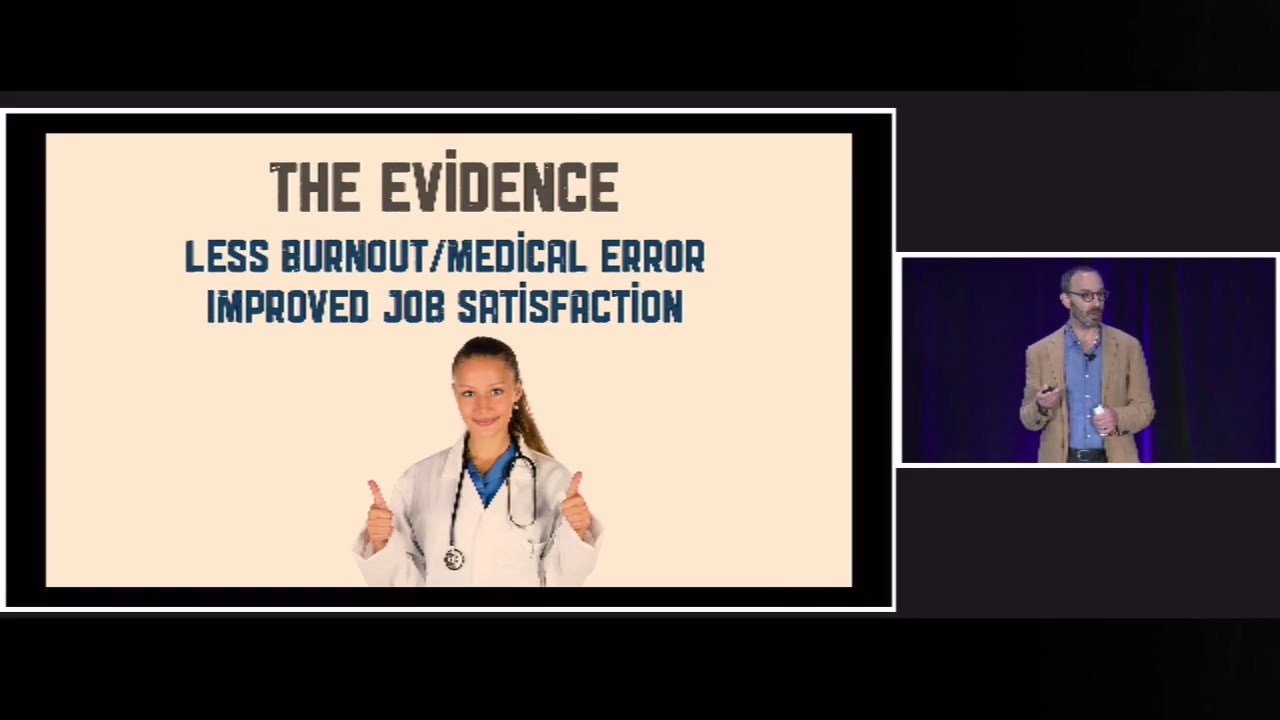 THE EVIDENCE
LESS BURNOUT/MEDICAL ERROR
IMPROVED JOB SATISFACTION